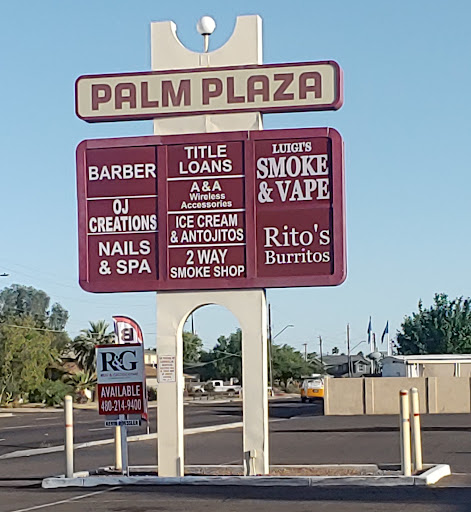 PALM PLAZA
BARBER
OJ
CREATIONS
NAILS
& SPA
TITLE
LOANS
A&A
Wireless
Accessories
ICE CREAM
& ANTOJITOS
2 WAY
SMOKE SHOP
LUIGI'S
SMOKE
& VAPE
Rito's
Burritos
R&G
AVAILABLE
480-214-9400